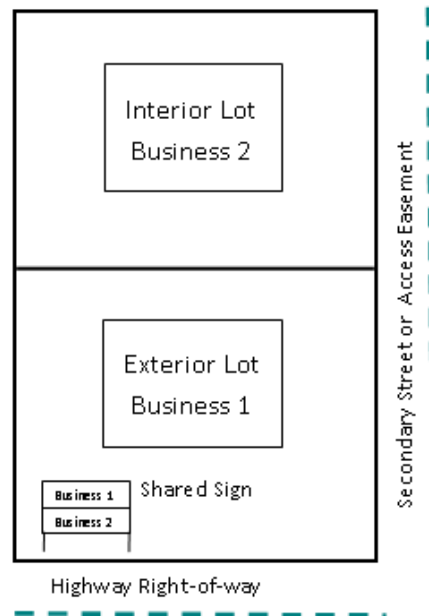 Interior Lot
Business 2
Secondary Street or Access Easement
Exterior Lot
Business 1
Business 1
Shared Sign
Business 2
Highway Right-of-way